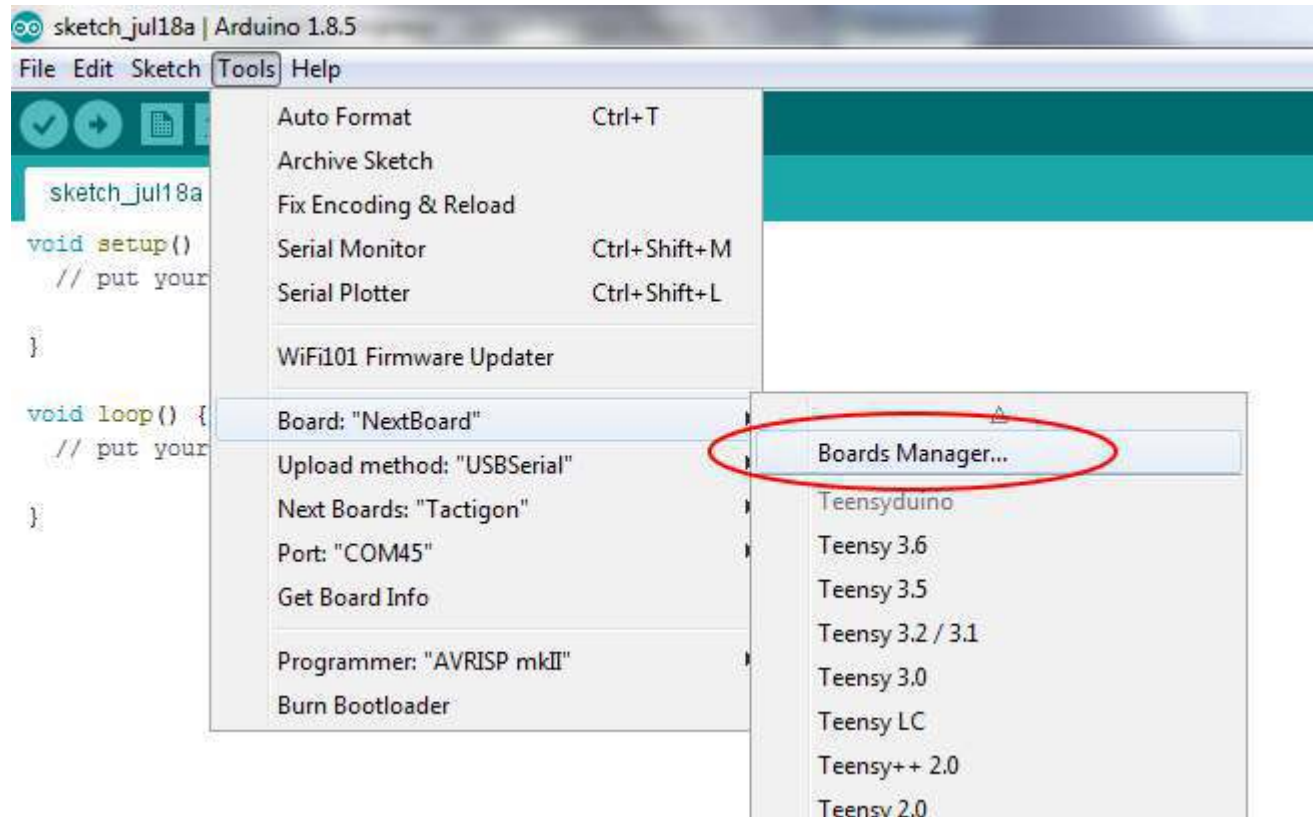 sketch_jul18a | Arduino 1.8.5
File Edit Sketch Tools Help
sketch_jul18a
void setup()
// put your
}
void loop() {
// put your
}
Auto Format Ctrl+T
Archive Sketch
Fix Encoding & Reload
Serial Monitor Ctrl+Shift+M
Serial Plotter Ctrl+Shift+L
WiFi101 Firmware Updater
Board: "NextBoard"
Upload method: "USBSerial"
Next Boards: "Tactigon"
Port: "COM45"
Get Board Info
Programmer: "AVRISP mkII"
Burn Bootloader
Boards Manager...
Teensyduino
Teensy 3.6
Teensy 3.5
Teensy 3.2 / 3.1
Teensy 3.0
Teensy LC
Teensy++ 2.0
Teensy 2.0